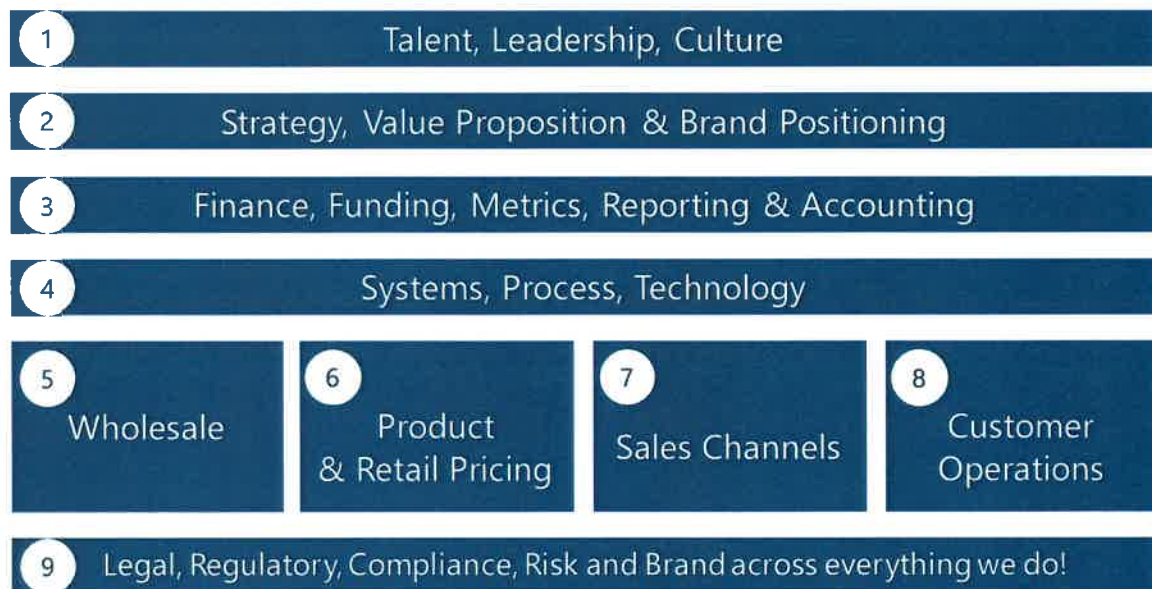 1
Talent, Leadership, Culture
2
Strategy, Value Proposition & Brand Positioning
3
Finance, Funding, Metrics, Reporting & Accounting
4
Systems, Process, Technology
5
Wholesale
6
Product
& Retail Pricing
7
Sales Channels
8
Customer
Operations
9
Legal, Regulatory, Compliance, Risk and Brand across everything we do!